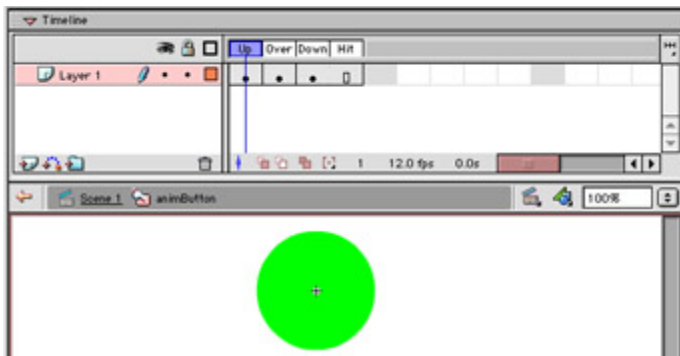 Timeline
Up Over Down Hit
Layer 1
1 12.0 fps 0.0s
Scene 1 animButton 100%